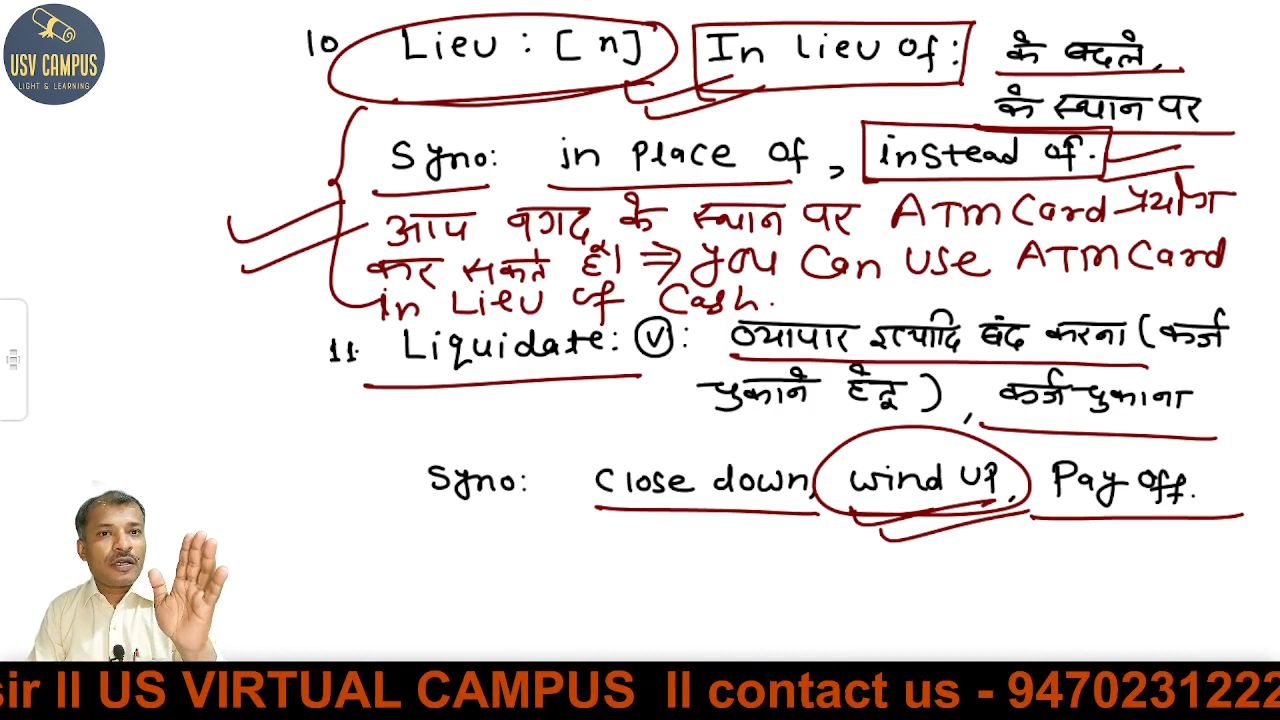 USV CAMPUS
LIGHT & LEARNING
10 Lieu : [n] In lieu of : के बदले,
के स्थान पर
Syno: in place of, instead of.
आप नगद के स्थान पर ATM Card प्रयोग
कर सकते हैं। ⇒ You Can use ATM Card
in Lieu of Cash.
11. Liquidate: (v): व्यापार इत्यादि बंद करना (कर्ज
चुकाने हेतू), कर्ज चुकाना
Syno: Close down, wind up, Pay off.
sir II US VIRTUAL CAMPUS II contact us - 9470231222